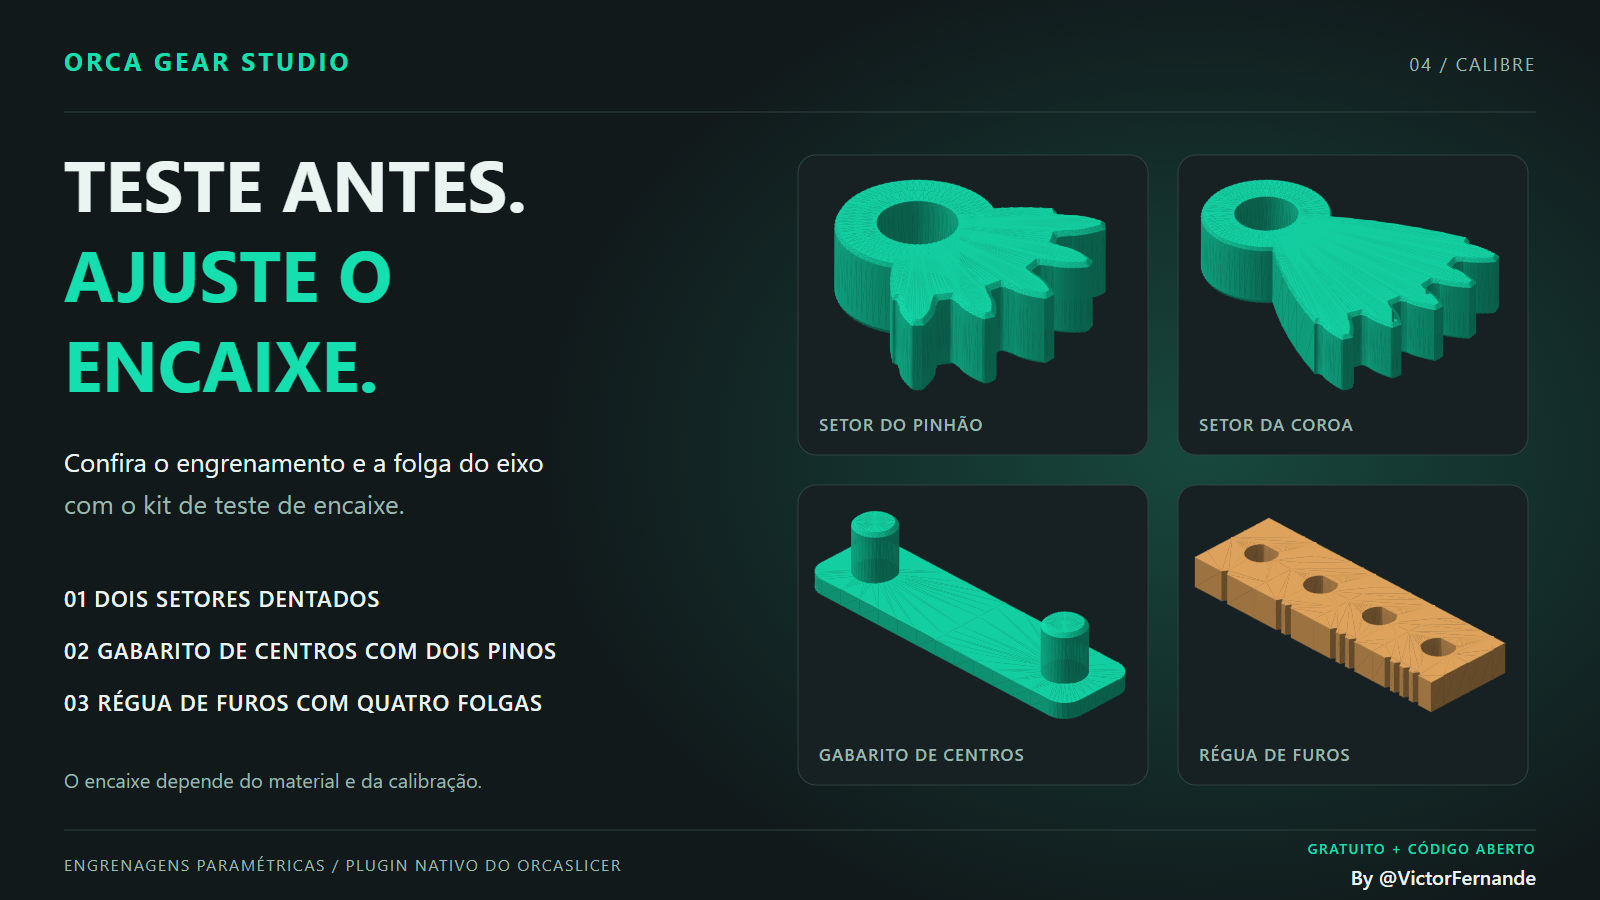 ORCA GEAR STUDIO
04 / CALIBRE
TESTE ANTES.
AJUSTE O
ENCAIXE.
Confira o engrenamento e a folga do eixo
com o kit de teste de encaixe.
01 DOIS SETORES DENTADOS
02 GABARITO DE CENTROS COM DOIS PINOS
03 RÉGUA DE FUROS COM QUATRO FOLGAS
O encaixe depende do material e da calibração.
SETOR DO PINHÃO
SETOR DA COROA
GABARITO DE CENTROS
RÉGUA DE FUROS
ENGRENAGENS PARAMÉTRICAS / PLUGIN NATIVO DO ORCASLICER
GRATUITO + CÓDIGO ABERTO
By @VictorFernande